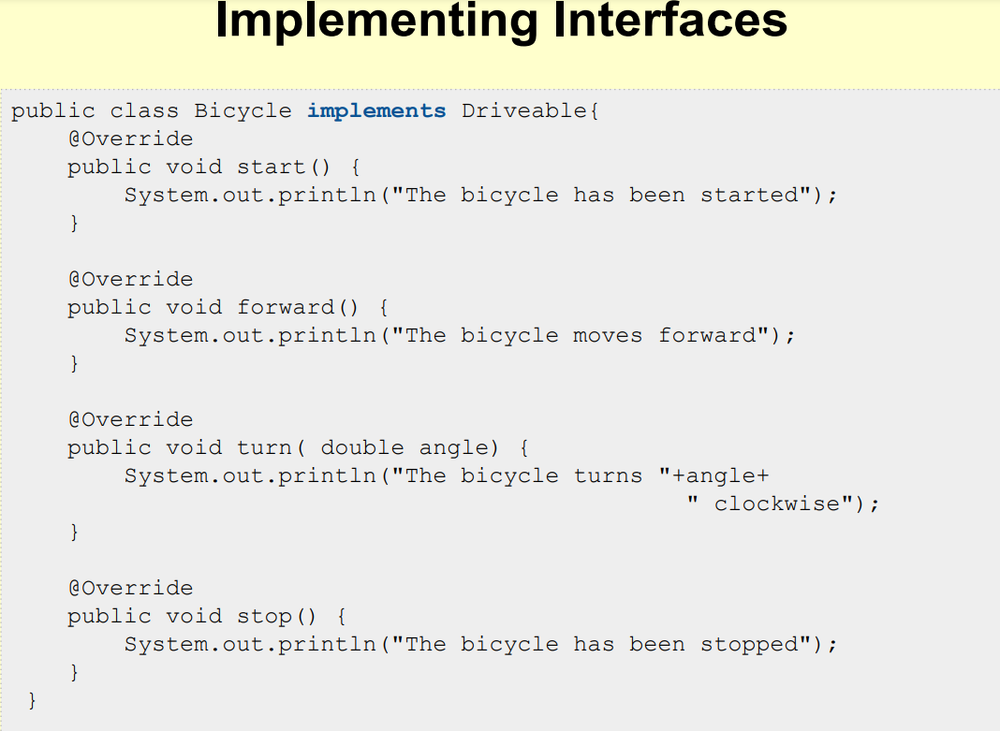 Implementing Interfaces
public class Bicycle implements Driveable{
    @Override
    public void start() {
        System.out.println("The bicycle has been started");
    }
    @Override
    public void forward() {
        System.out.println("The bicycle moves forward");
    }
    @Override
    public void turn( double angle) {
        System.out.println("The bicycle turns "+angle+
                                                " clockwise");
    }
    @Override
    public void stop() {
        System.out.println("The bicycle has been stopped");
    }
 }